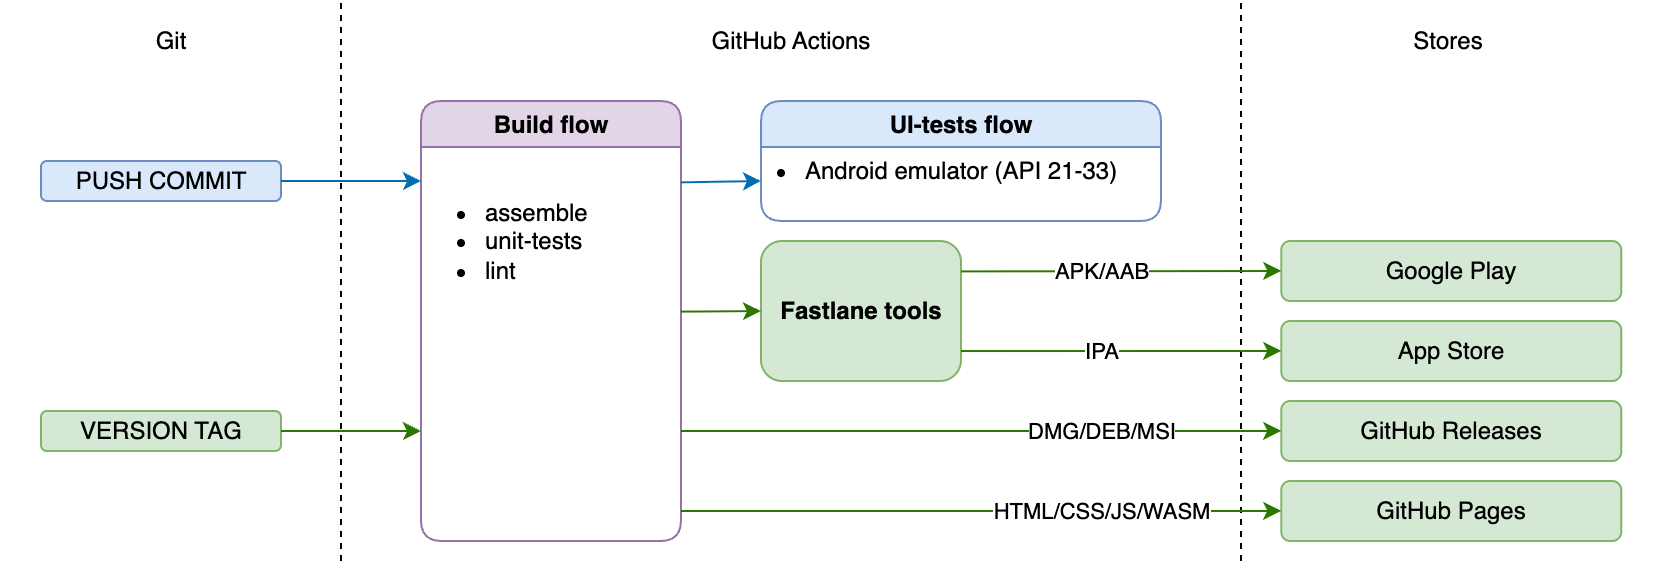 Git
GitHub Actions
Stores
PUSH COMMIT
VERSION TAG
Build flow
• assemble
• unit-tests
• lint
UI-tests flow
• Android emulator (API 21-33)
Fastlane tools
APK/AAB
IPA
DMG/DEB/MSI
HTML/CSS/JS/WASM
Google Play
App Store
GitHub Releases
GitHub Pages